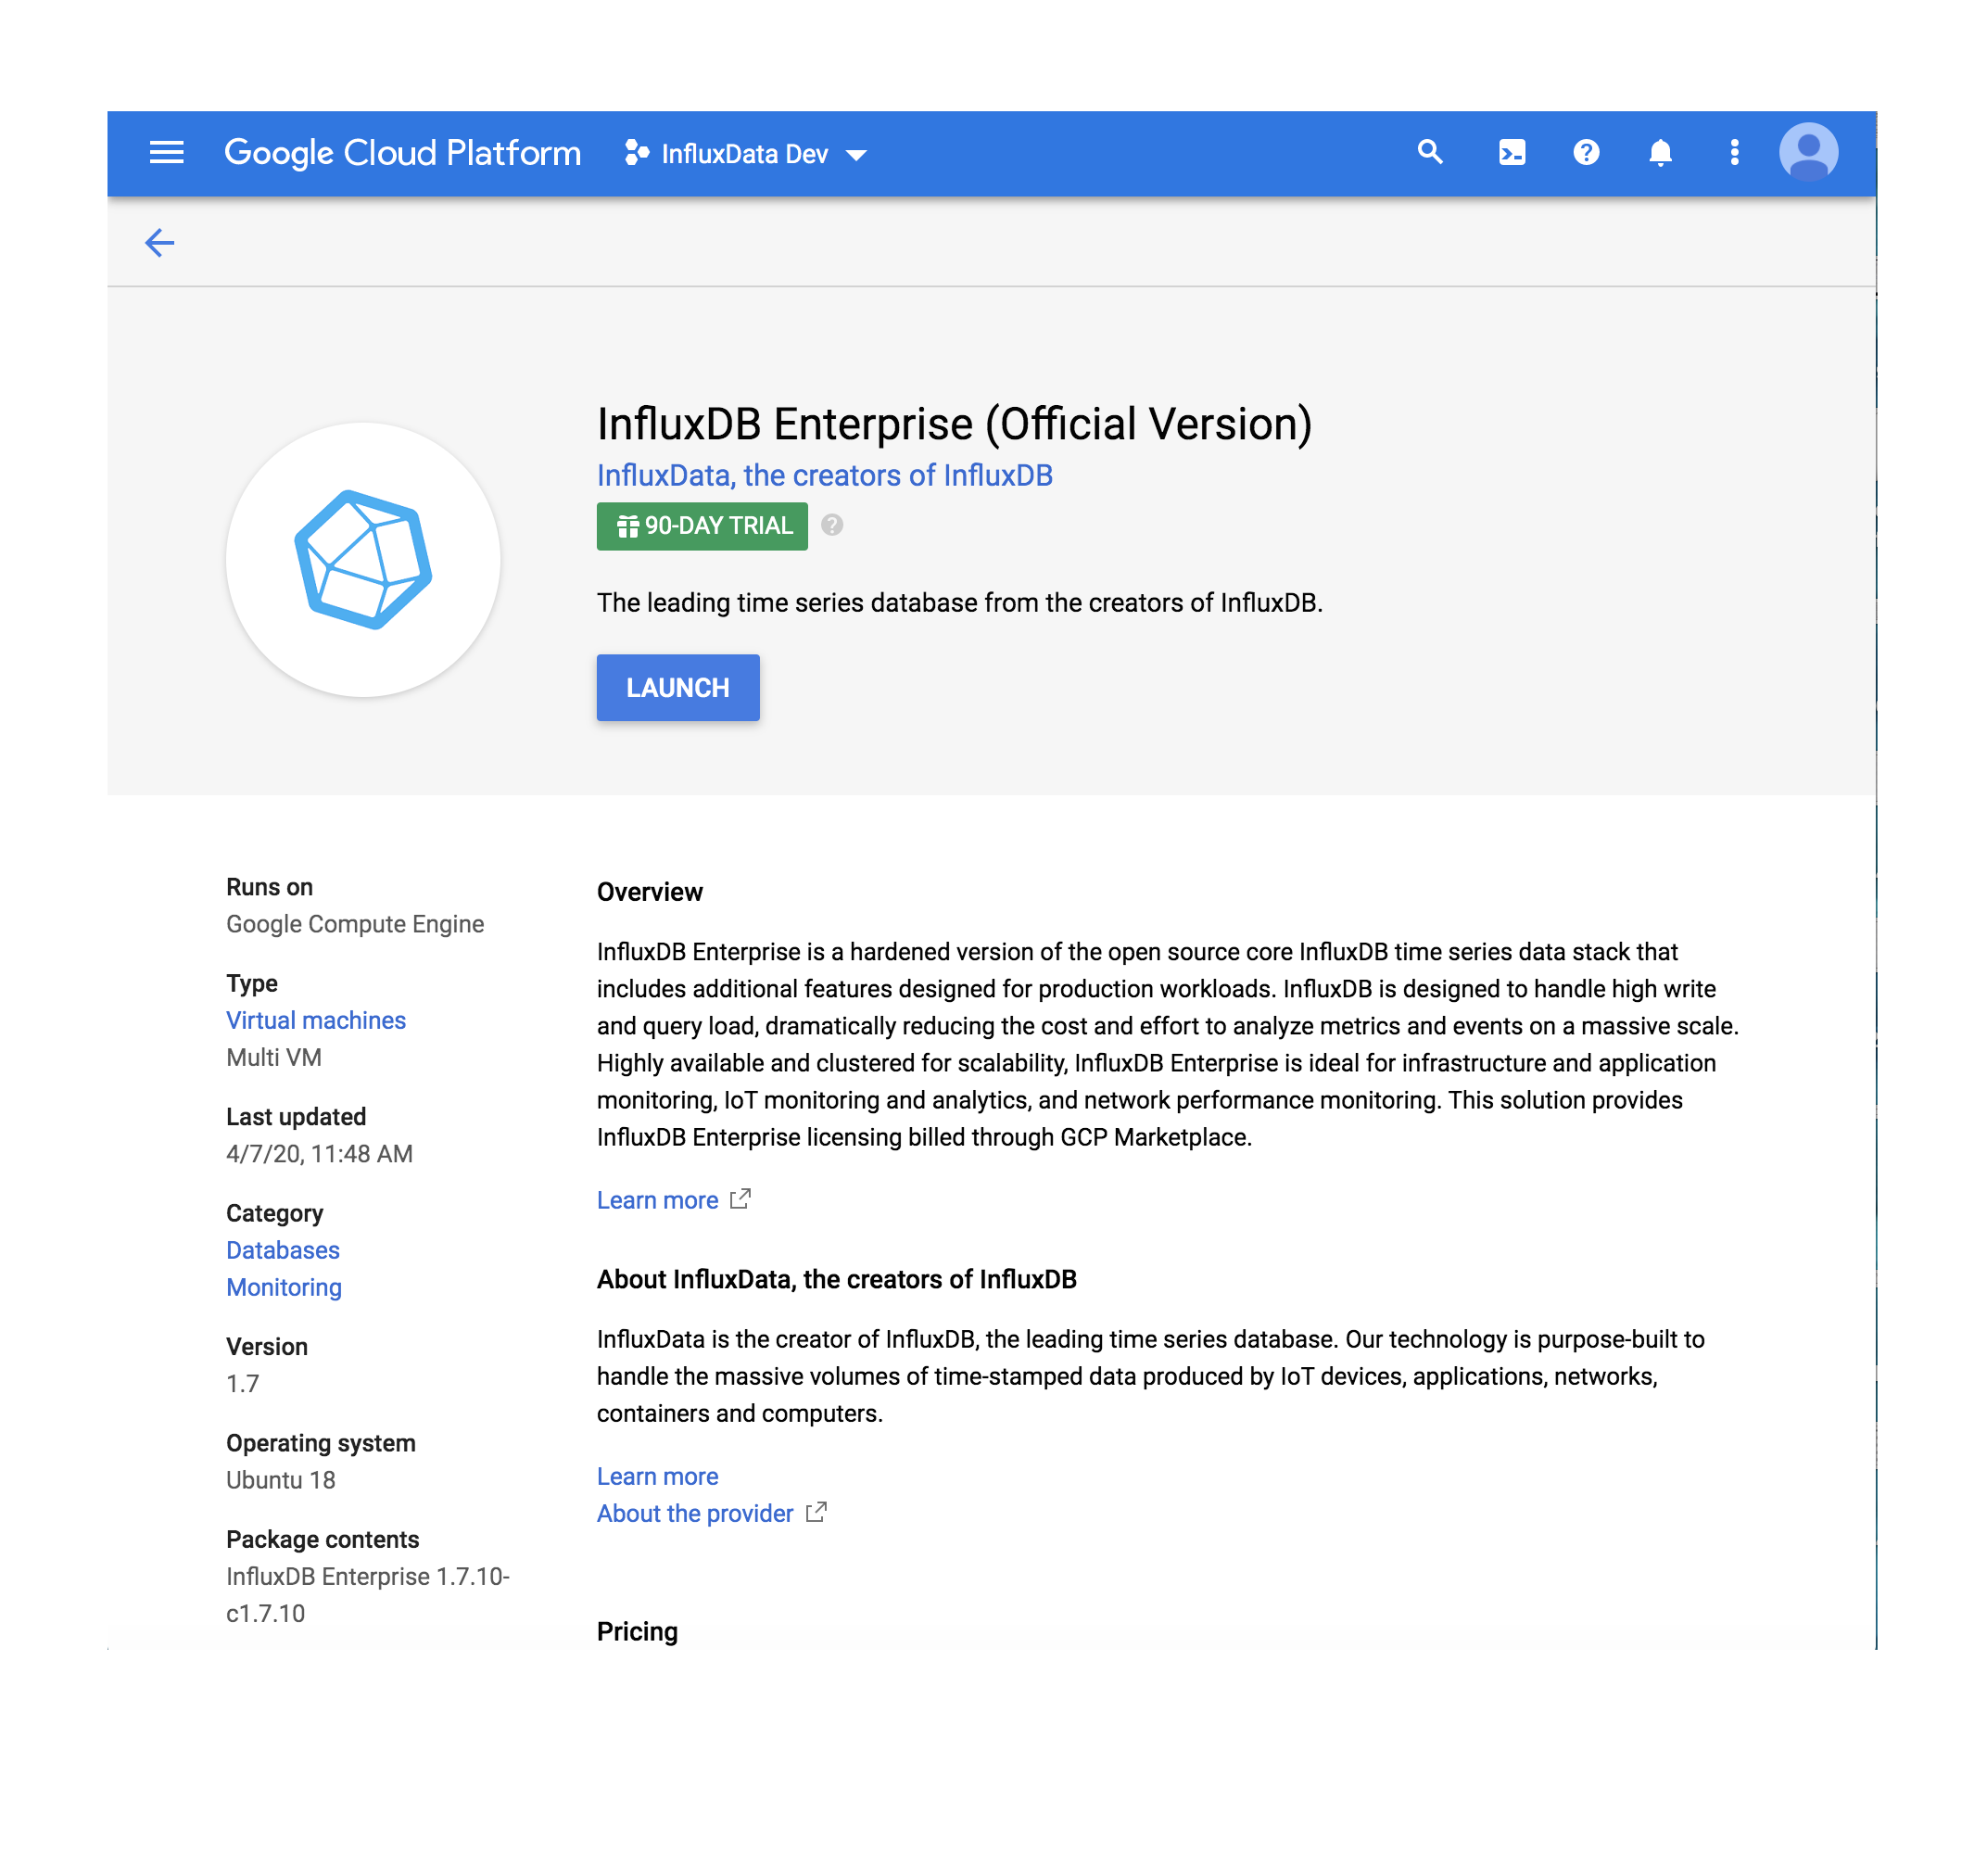 Google Cloud Platform InfluxData Dev
InfluxDB Enterprise (Official Version)
InfluxData, the creators of InfluxDB
90-DAY TRIAL
The leading time series database from the creators of InfluxDB.
LAUNCH
Runs on
Google Compute Engine
Type
Virtual machines
Multi VM
Last updated
4/7/20, 11:48 AM
Category
Databases
Monitoring
Version
1.7
Operating system
Ubuntu 18
Package contents
InfluxDB Enterprise 1.7.10-
c1.7.10
Overview
InfluxDB Enterprise is a hardened version of the open source core InfluxDB time series data stack that
includes additional features designed for production workloads. InfluxDB is designed to handle high write
and query load, dramatically reducing the cost and effort to analyze metrics and events on a massive scale.
Highly available and clustered for scalability, InfluxDB Enterprise is ideal for infrastructure and application
monitoring, IoT monitoring and analytics, and network performance monitoring. This solution provides
InfluxDB Enterprise licensing billed through GCP Marketplace.
Learn more
About InfluxData, the creators of InfluxDB
InfluxData is the creator of InfluxDB, the leading time series database. Our technology is purpose-built to
handle the massive volumes of time-stamped data produced by IoT devices, applications, networks,
containers and computers.
Learn more
About the provider
Pricing